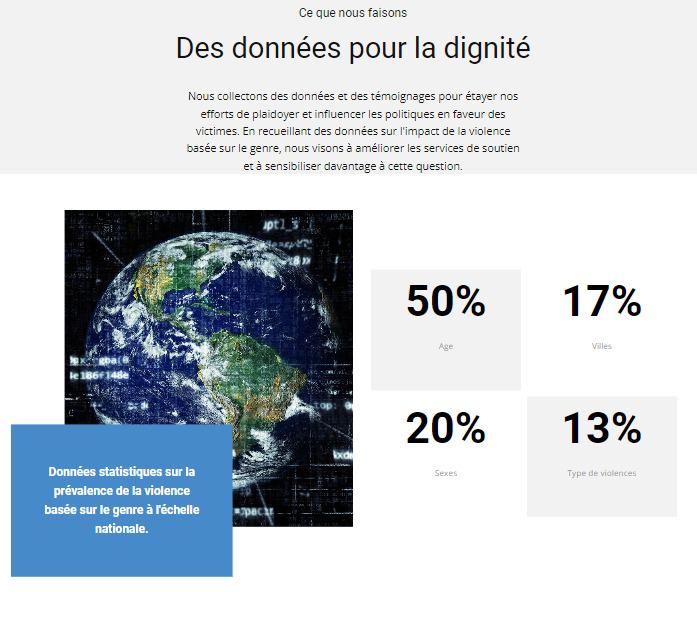 Ce que nous faisons
Des données pour la dignité
Nous collectons des données et des témoignages pour étayer nos
efforts de plaidoyer et influencer les politiques en faveur des
victimes. En recueillant des données sur l'impact de la violence
basée sur le genre, nous visons à améliorer les services de soutien
et à sensibiliser davantage à cette question.
50%
Age
17%
Villes
20%
Sexes
13%
Type de violences
Données statistiques sur la
prévalence de la violence
basée sur le genre à l'échelle
nationale.